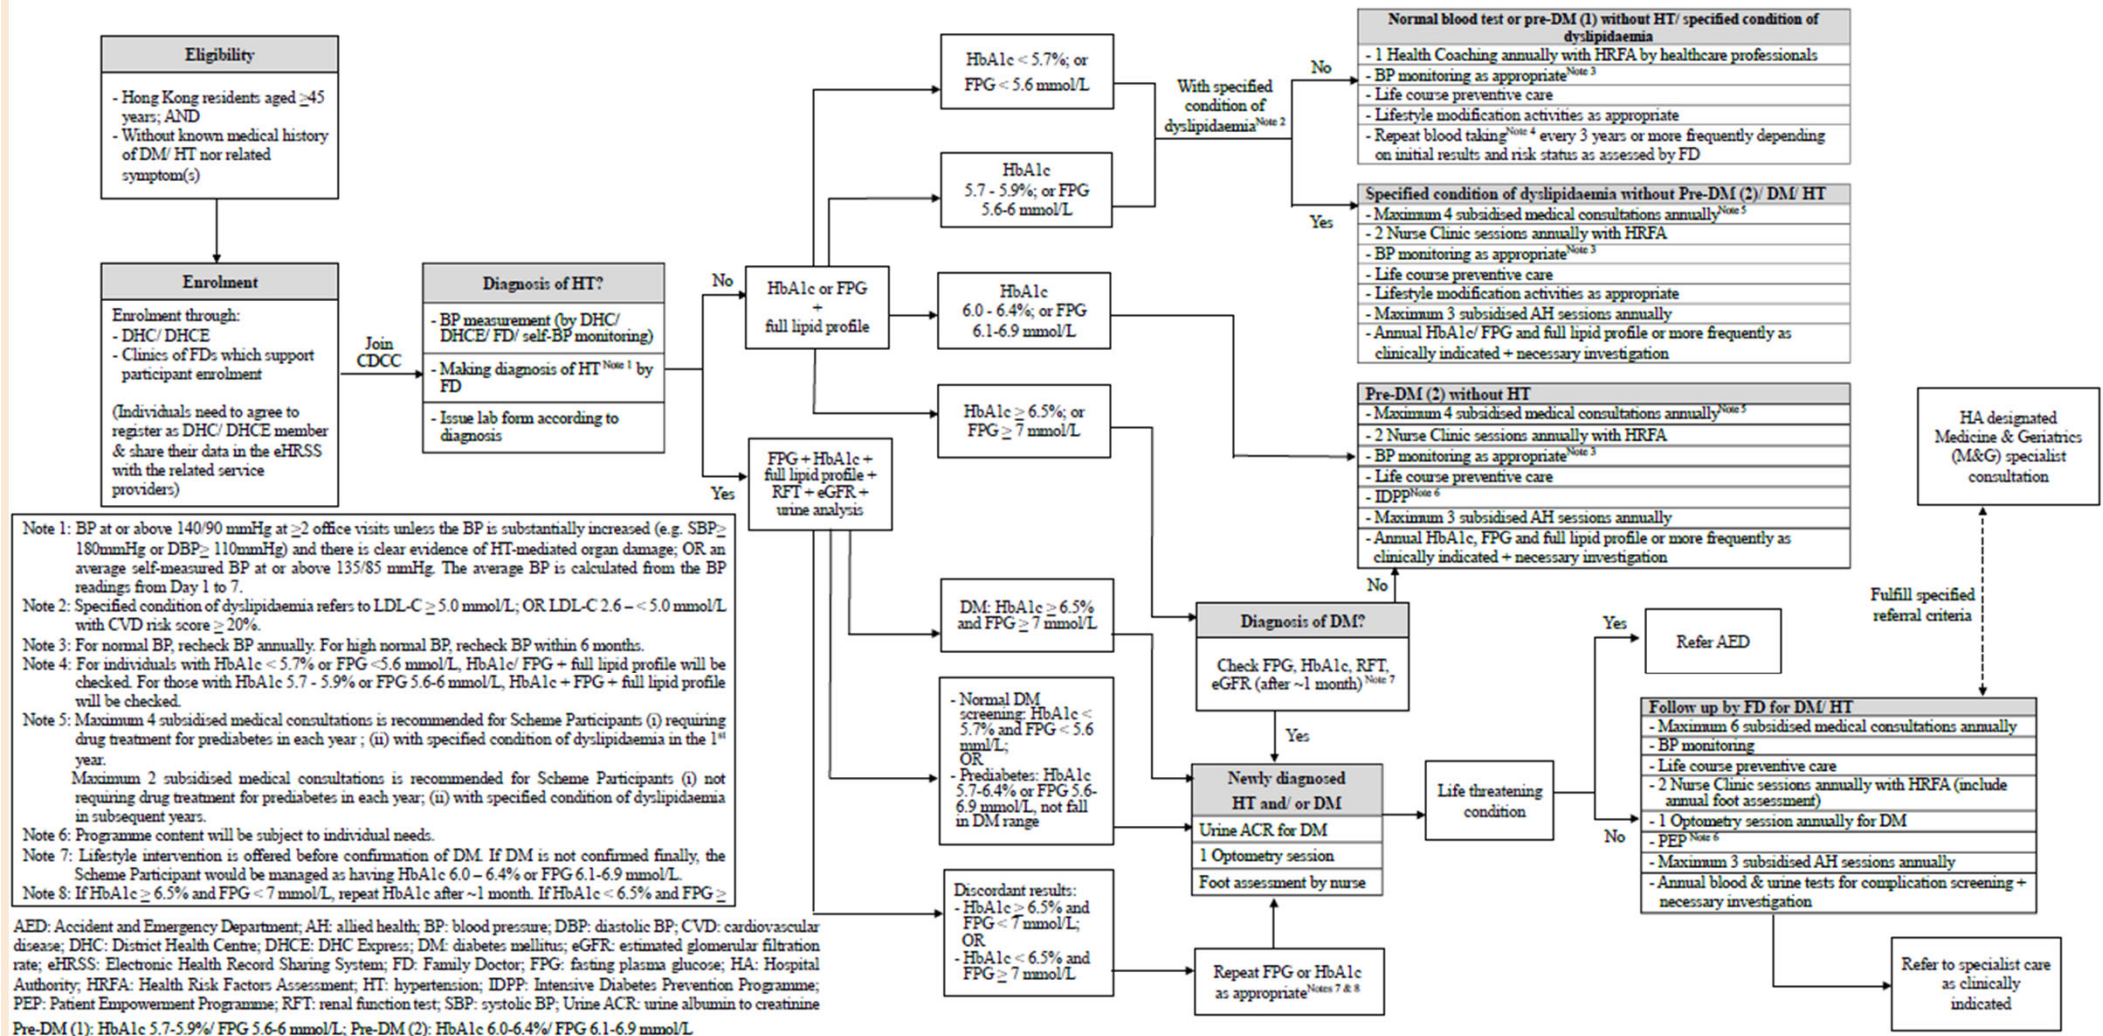 Eligibility
- Hong Kong residents aged ≥45
years; AND
- Without known medical history
of DM/ HT nor related
symptom(s)
Enrolment
Enrolment through:
- DHC/ DHCE
- Clinics of FDs which support
participant enrolment
(Individuals need to agree to
register as DHC/ DHCE member
& share their data in the eHRSS
with the related service
providers)
Join
CDCC
Diagnosis of HT?
- BP measurement (by DHC/
DHCE/ FD/ self-BP monitoring)
- Making diagnosis of HT Note 1 by
FD
- Issue lab form according to
diagnosis
No
Yes
HbA1c or FPG
+
full lipid profile
FPG + HbA1c +
full lipid profile +
RFT + eGFR +
urine analysis
HbA1c < 5.7%; or
FPG < 5.6 mmol/L
HbA1c
5.7 - 5.9%; or FPG
5.6-6 mmol/L
HbA1c
6.0 - 6.4%; or FPG
6.1-6.9 mmol/L
HbA1c ≥ 6.5%; or
FPG ≥ 7 mmol/L
DM: HbA1c ≥ 6.5%
and FPG ≥ 7 mmol/L
- Normal DM
screening: HbA1c <
5.7% and FPG < 5.6
mml/L;
OR
- Prediabetes: HbA1c
5.7-6.4% or FPG 5.6-
6.9 mmol/L, not fall
in DM range
Discordant results:
- HbA1c ≥ 6.5% and
FPG < 7 mmol/L;
OR
- HbA1c < 6.5% and
FPG ≥ 7 mmol/L
With specified
condition of
dyslipidaemia Note 2
No
Yes
Normal blood test or pre-DM (1) without HT/ specified condition of
dyslipidaemia
- 1 Health Coaching annually with HRFA by healthcare professionals
- BP monitoring as appropriate Note 3
- Life course preventive care
- Lifestyle modification activities as appropriate
- Repeat blood taking Note 4 every 3 years or more frequently depending
on initial results and risk status as assessed by FD
Specified condition of dyslipidaemia without Pre-DM (2)/ DM/ HT
- Maximum 4 subsidised medical consultations annually Note 5
- 2 Nurse Clinic sessions annually with HRFA
- BP monitoring as appropriate Note 3
- Life course preventive care
- Lifestyle modification activities as appropriate
- Maximum 3 subsidised AH sessions annually
- Annual HbA1c/ FPG and full lipid profile or more frequently as
clinically indicated + necessary investigation
Pre-DM (2) without HT
- Maximum 4 subsidised medical consultations annually Note 5
- 2 Nurse Clinic sessions annually with HRFA
- BP monitoring as appropriate Note 3
- Life course preventive care
- IDPP Note 6
- Maximum 3 subsidised AH sessions annually
- Annual HbA1c, FPG and full lipid profile or more frequently as
clinically indicated + necessary investigation
No
Diagnosis of DM?
Check FPG, HbA1c, RFT,
eGFR (after ~1 month) Note 7
Yes
Newly diagnosed
HT and/ or DM
Urine ACR for DM
1 Optometry session
Foot assessment by nurse
Repeat FPG or HbA1c
as appropriate Notes 7 & 8
Life threatening
condition
Yes
No
Refer AED
HA designated
Medicine & Geriatrics
(M&G) specialist
consultation
Fulfill specified
referral criteria
Follow up by FD for DM/ HT
- Maximum 6 subsidised medical consultations annually
- BP monitoring
- Life course preventive care
- 2 Nurse Clinic sessions annually with HRFA (include
annual foot assessment)
- 1 Optometry session annually for DM
- PEP Note 6
- Maximum 3 subsidised AH sessions annually
- Annual blood & urine tests for complication screening +
necessary investigation
Refer to specialist care
as clinically
indicated
Note 1: BP at or above 140/90 mmHg at ≥2 office visits unless the BP is substantially increased (e.g. SBP≥
180mmHg or DBP≥ 110mmHg) and there is clear evidence of HT-mediated organ damage; OR an
average self-measured BP at or above 135/85 mmHg. The average BP is calculated from the BP
readings from Day 1 to 7.
Note 2: Specified condition of dyslipidaemia refers to LDL-C ≥ 5.0 mmol/L; OR LDL-C 2.6 – < 5.0 mmol/L
with CVD risk score ≥ 20%.
Note 3: For normal BP, recheck BP annually. For high normal BP, recheck BP within 6 months.
Note 4: For individuals with HbA1c < 5.7% or FPG <5.6 mmol/L, HbA1c/ FPG + full lipid profile will be
checked. For those with HbA1c 5.7 - 5.9% or FPG 5.6-6 mmol/L, HbA1c + FPG + full lipid profile
will be checked.
Note 5: Maximum 4 subsidised medical consultations is recommended for Scheme Participants (i) requiring
drug treatment for prediabetes in each year ; (ii) with specified condition of dyslipidaemia in the 1st
year.
Maximum 2 subsidised medical consultations is recommended for Scheme Participants (i) not
requiring drug treatment for prediabetes in each year; (ii) with specified condition of dyslipidaemia
in subsequent years.
Note 6: Programme content will be subject to individual needs.
Note 7: Lifestyle intervention is offered before confirmation of DM. If DM is not confirmed finally, the
Scheme Participant would be managed as having HbA1c 6.0 – 6.4% or FPG 6.1-6.9 mmol/L.
Note 8: If HbA1c ≥ 6.5% and FPG < 7 mmol/L, repeat HbA1c after ~1 month. If HbA1c < 6.5% and FPG ≥
AED: Accident and Emergency Department; AH: allied health; BP: blood pressure; DBP: diastolic BP; CVD: cardiovascular
disease; DHC: District Health Centre; DHCE: DHC Express; DM: diabetes mellitus; eGFR: estimated glomerular filtration
rate; eHRSS: Electronic Health Record Sharing System; FD: Family Doctor; FPG: fasting plasma glucose; HA: Hospital
Authority; HRFA: Health Risk Factors Assessment; HT: hypertension; IDPP: Intensive Diabetes Prevention Programme;
PEP: Patient Empowerment Programme; RFT: renal function test; SBP: systolic BP; Urine ACR: urine albumin to creatinine
Pre-DM (1): HbA1c 5.7-5.9%/ FPG 5.6-6 mmol/L; Pre-DM (2): HbA1c 6.0-6.4%/ FPG 6.1-6.9 mmol/L